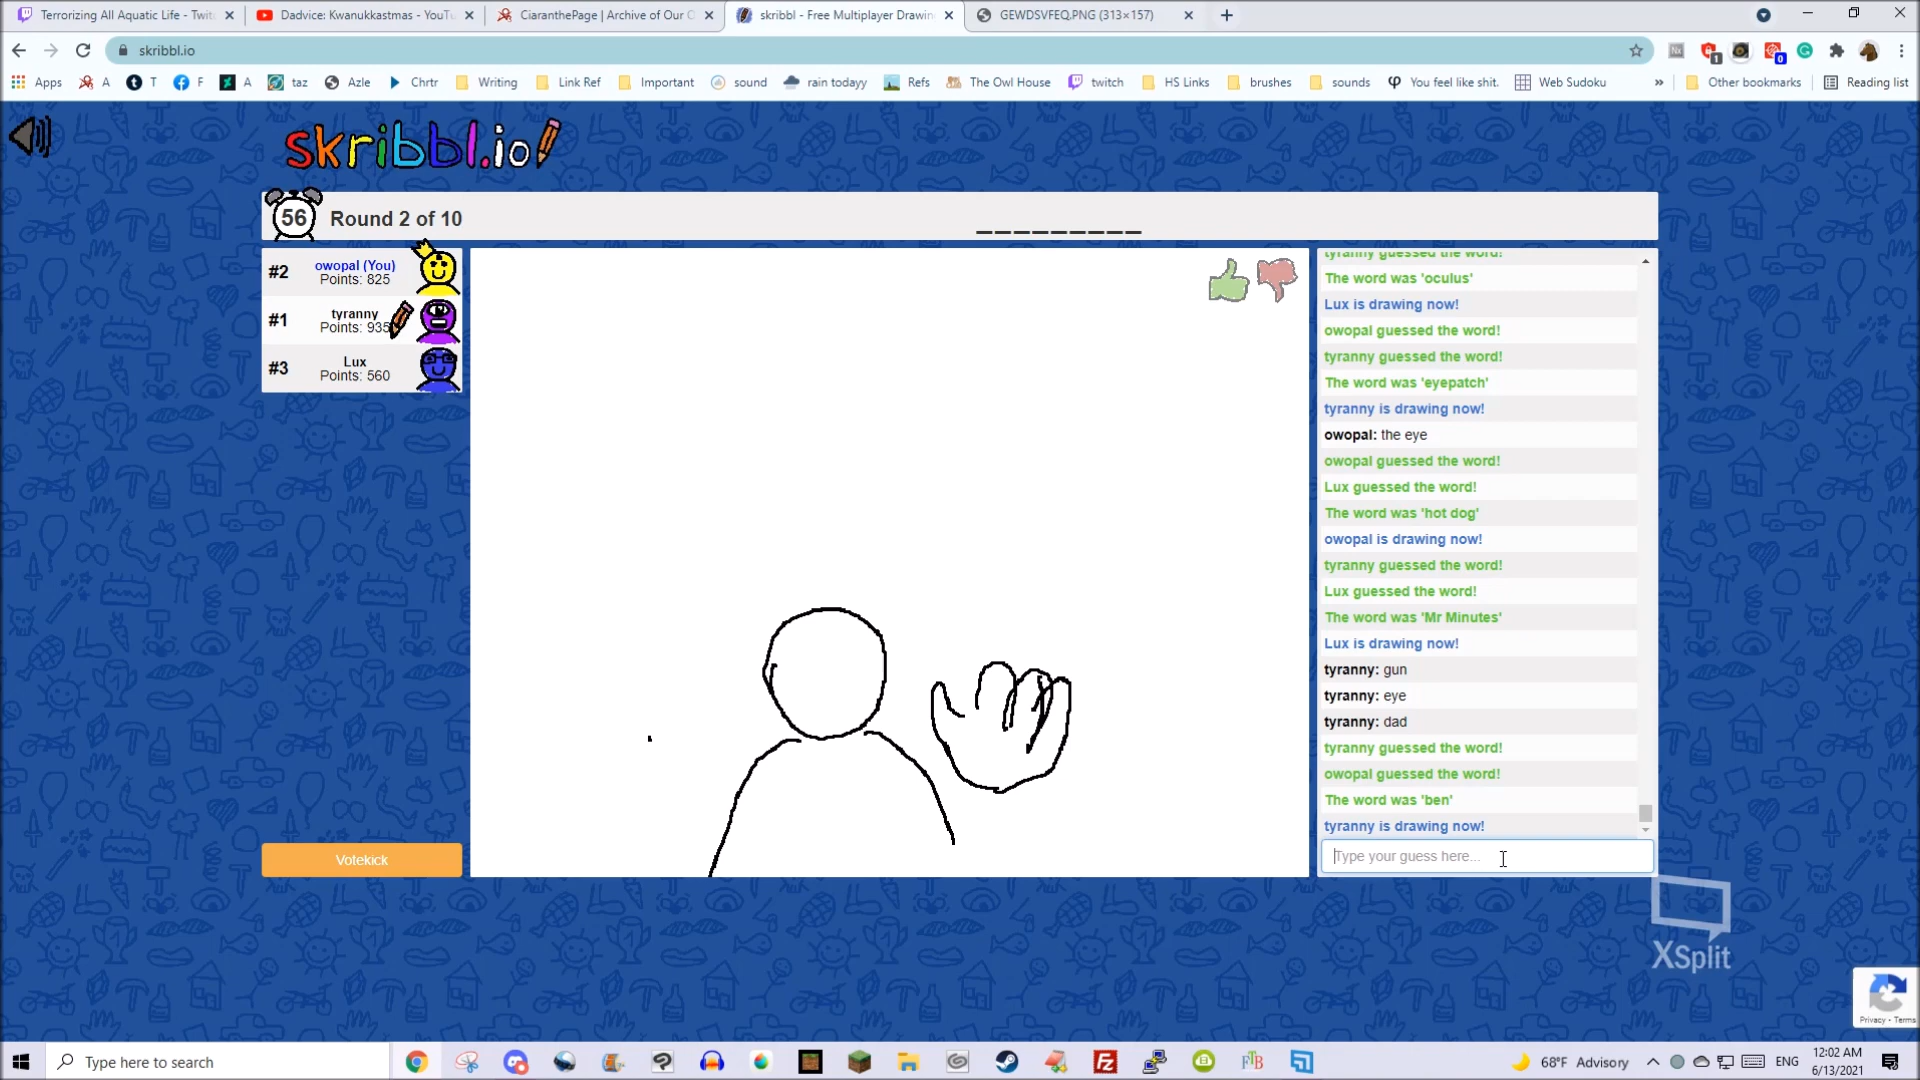 Terrorizing All Aquatic Life - Twit
Dadvice: Kwanukkastmas - YouTu
CiaranthePage | Archive of Our O
skribbl - Free Multiplayer Drawin
GEWDSVFEQ.PNG (313×157)
skribbl.io
Apps
A
T
F
A
taz
Azle
Chrtr
Writing
Link Ref
Important
sound
rain todayy
Refs
The Owl House
twitch
HS Links
brushes
sounds
You feel like shit.
Web Sudoku
»
Other bookmarks
Reading list
skribbl.io
56
Round 2 of 10
_________
#2
owopal (You)
Points: 825
#1
tyranny
Points: 935
#3
Lux
Points: 560
Votekick
tyranny guessed the word!
The word was 'oculus'
Lux is drawing now!
owopal guessed the word!
tyranny guessed the word!
The word was 'eyepatch'
tyranny is drawing now!
owopal: the eye
owopal guessed the word!
Lux guessed the word!
The word was 'hot dog'
owopal is drawing now!
tyranny guessed the word!
Lux guessed the word!
The word was 'Mr Minutes'
Lux is drawing now!
tyranny: gun
tyranny: eye
tyranny: dad
tyranny guessed the word!
owopal guessed the word!
The word was 'ben'
tyranny is drawing now!
Type your guess here...
XSplit
Privacy - Terms
Type here to search
68°F Advisory
ENG
12:02 AM
6/13/2021